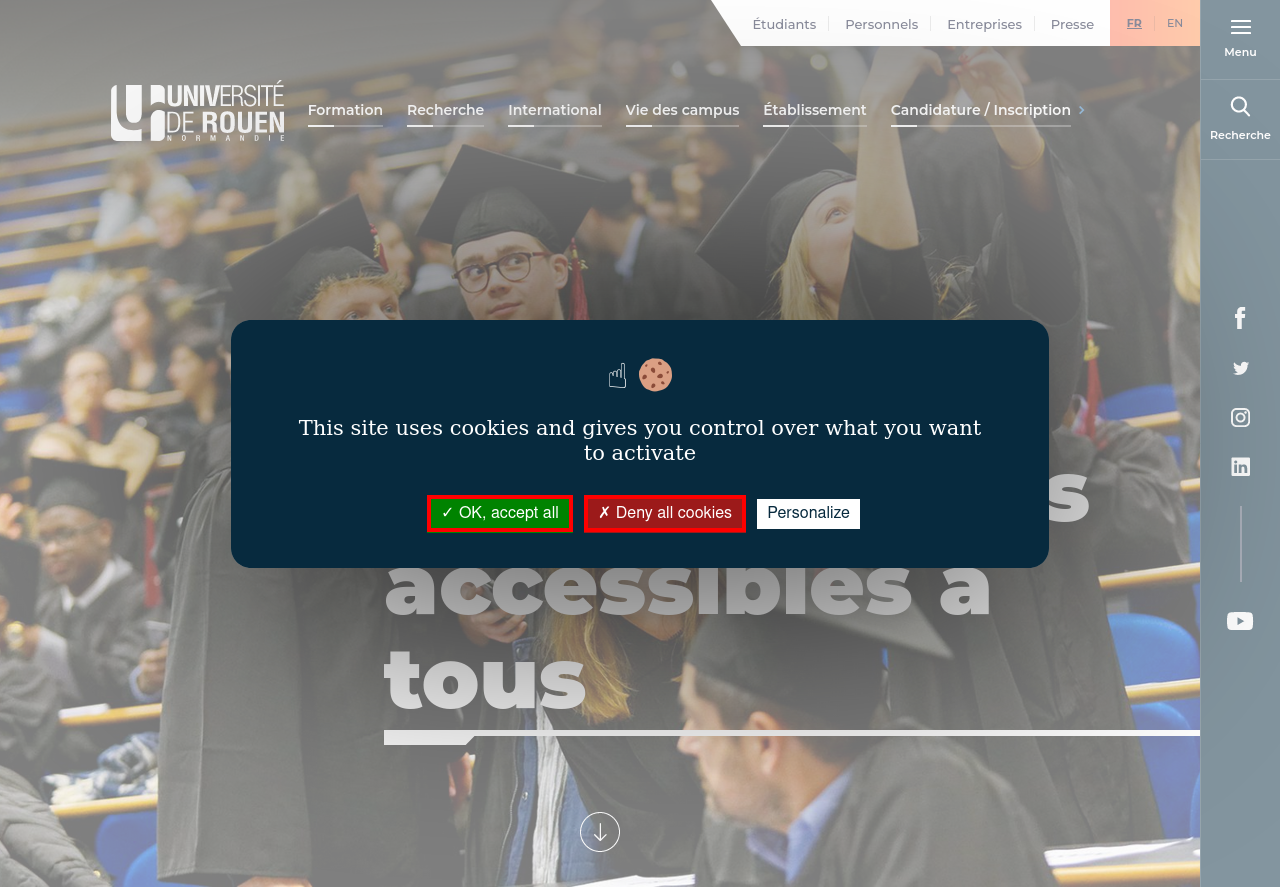 Étudiants
Personnels
Entreprises
Presse
FR
EN
Menu
Recherche
UNIVERSITÉ
DE ROUEN
NORMANDIE
Formation
Recherche
International
Vie des campus
Établissement
Candidature / Inscription
This site uses cookies and gives you control over what you want
to activate
✓ OK, accept all
✗ Deny all cookies
Personalize
accessibles à
tous